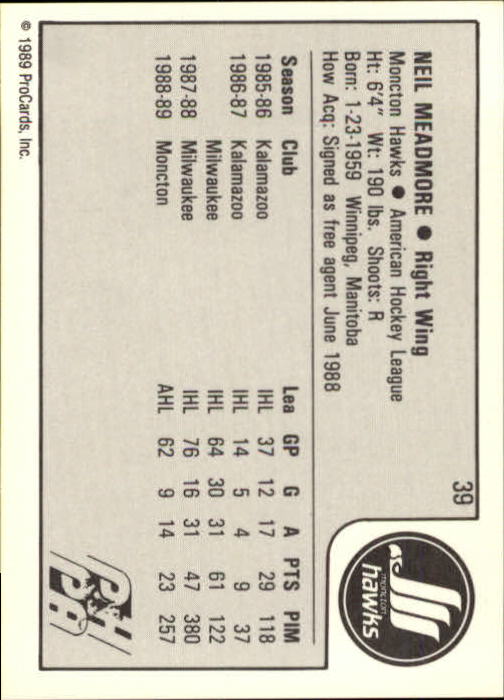 39
NEIL MEADMORE ● Right Wing
Moncton Hawks ● American Hockey League
Ht: 6'4" Wt: 190 lbs. Shoots: R
Born: 1-23-1959 Winnipeg, Manitoba
How Acq: Signed as free agent June 1988
moncton
hawks
Season Club Lea GP G A PTS PIM
1985-86 Kalamazoo IHL 37 12 17 29 118
1986-87 Kalamazoo IHL 14 5 4 9 37
Milwaukee IHL 64 30 31 61 122
1987-88 Milwaukee IHL 76 16 31 47 380
1988-89 Moncton AHL 62 9 14 23 257
© 1989 ProCards, Inc.